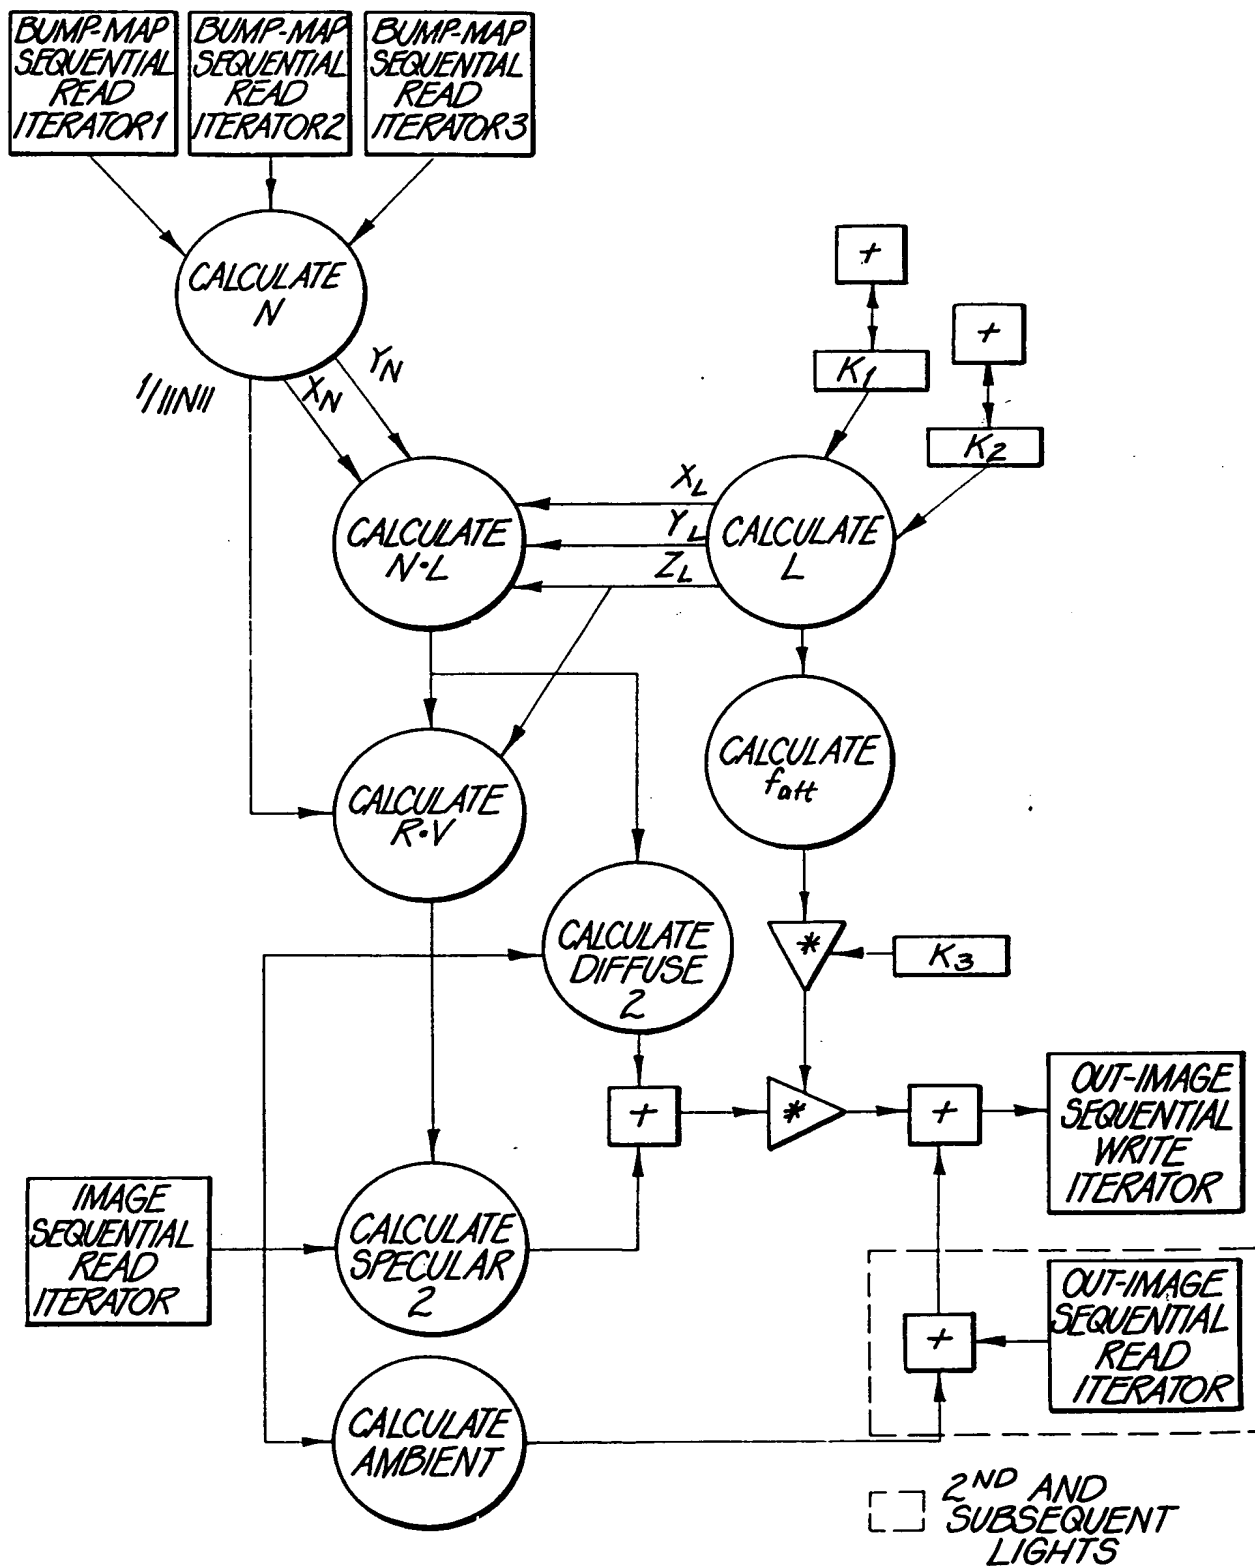 BUMP-MAP
SEQUENTIAL
READ
ITERATOR1
BUMP-MAP
SEQUENTIAL
READ
ITERATOR2
BUMP-MAP
SEQUENTIAL
READ
ITERATOR3
CALCULATE
N
+
+
K1
K2
1/||N||
XN
YN
CALCULATE
N·L
XL
YL
ZL
CALCULATE
L
CALCULATE
R·V
CALCULATE
fatt
CALCULATE
DIFFUSE
2
*
K3
+
*
+
OUT-IMAGE
SEQUENTIAL
WRITE
ITERATOR
IMAGE
SEQUENTIAL
READ
ITERATOR
CALCULATE
SPECULAR
2
+
OUT-IMAGE
SEQUENTIAL
READ
ITERATOR
CALCULATE
AMBIENT
2ND AND
SUBSEQUENT
LIGHTS